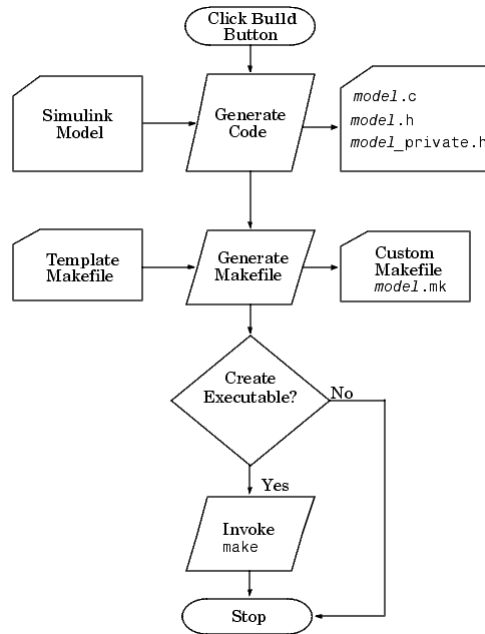 Click Build
Button
Simulink
Model
Generate
Code
model.c
model.h
model_private.h
Template
Makefile
Generate
Makefile
Custom
Makefile
model.mk
Create
Executable?
No
Yes
Invoke
make
Stop